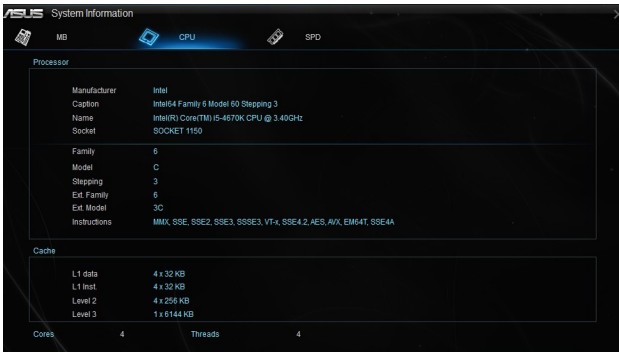 ASUS System Information
MB CPU SPD
Processor
Manufacturer Intel
Caption Intel64 Family 6 Model 60 Stepping 3
Name Intel(R) Core(TM) i5-4670K CPU @ 3.40GHz
Socket SOCKET 1150
Family 6
Model C
Stepping 3
Ext. Family 6
Ext. Model 3C
Instructions MMX, SSE, SSE2, SSE3, SSSE3, VT-x, SSE4.2, AES, AVX, EM64T, SSE4A
Cache
L1 data 4 x 32 KB
L1 Inst. 4 x 32 KB
Level 2 4 x 256 KB
Level 3 1 x 6144 KB
Cores 4 Threads 4